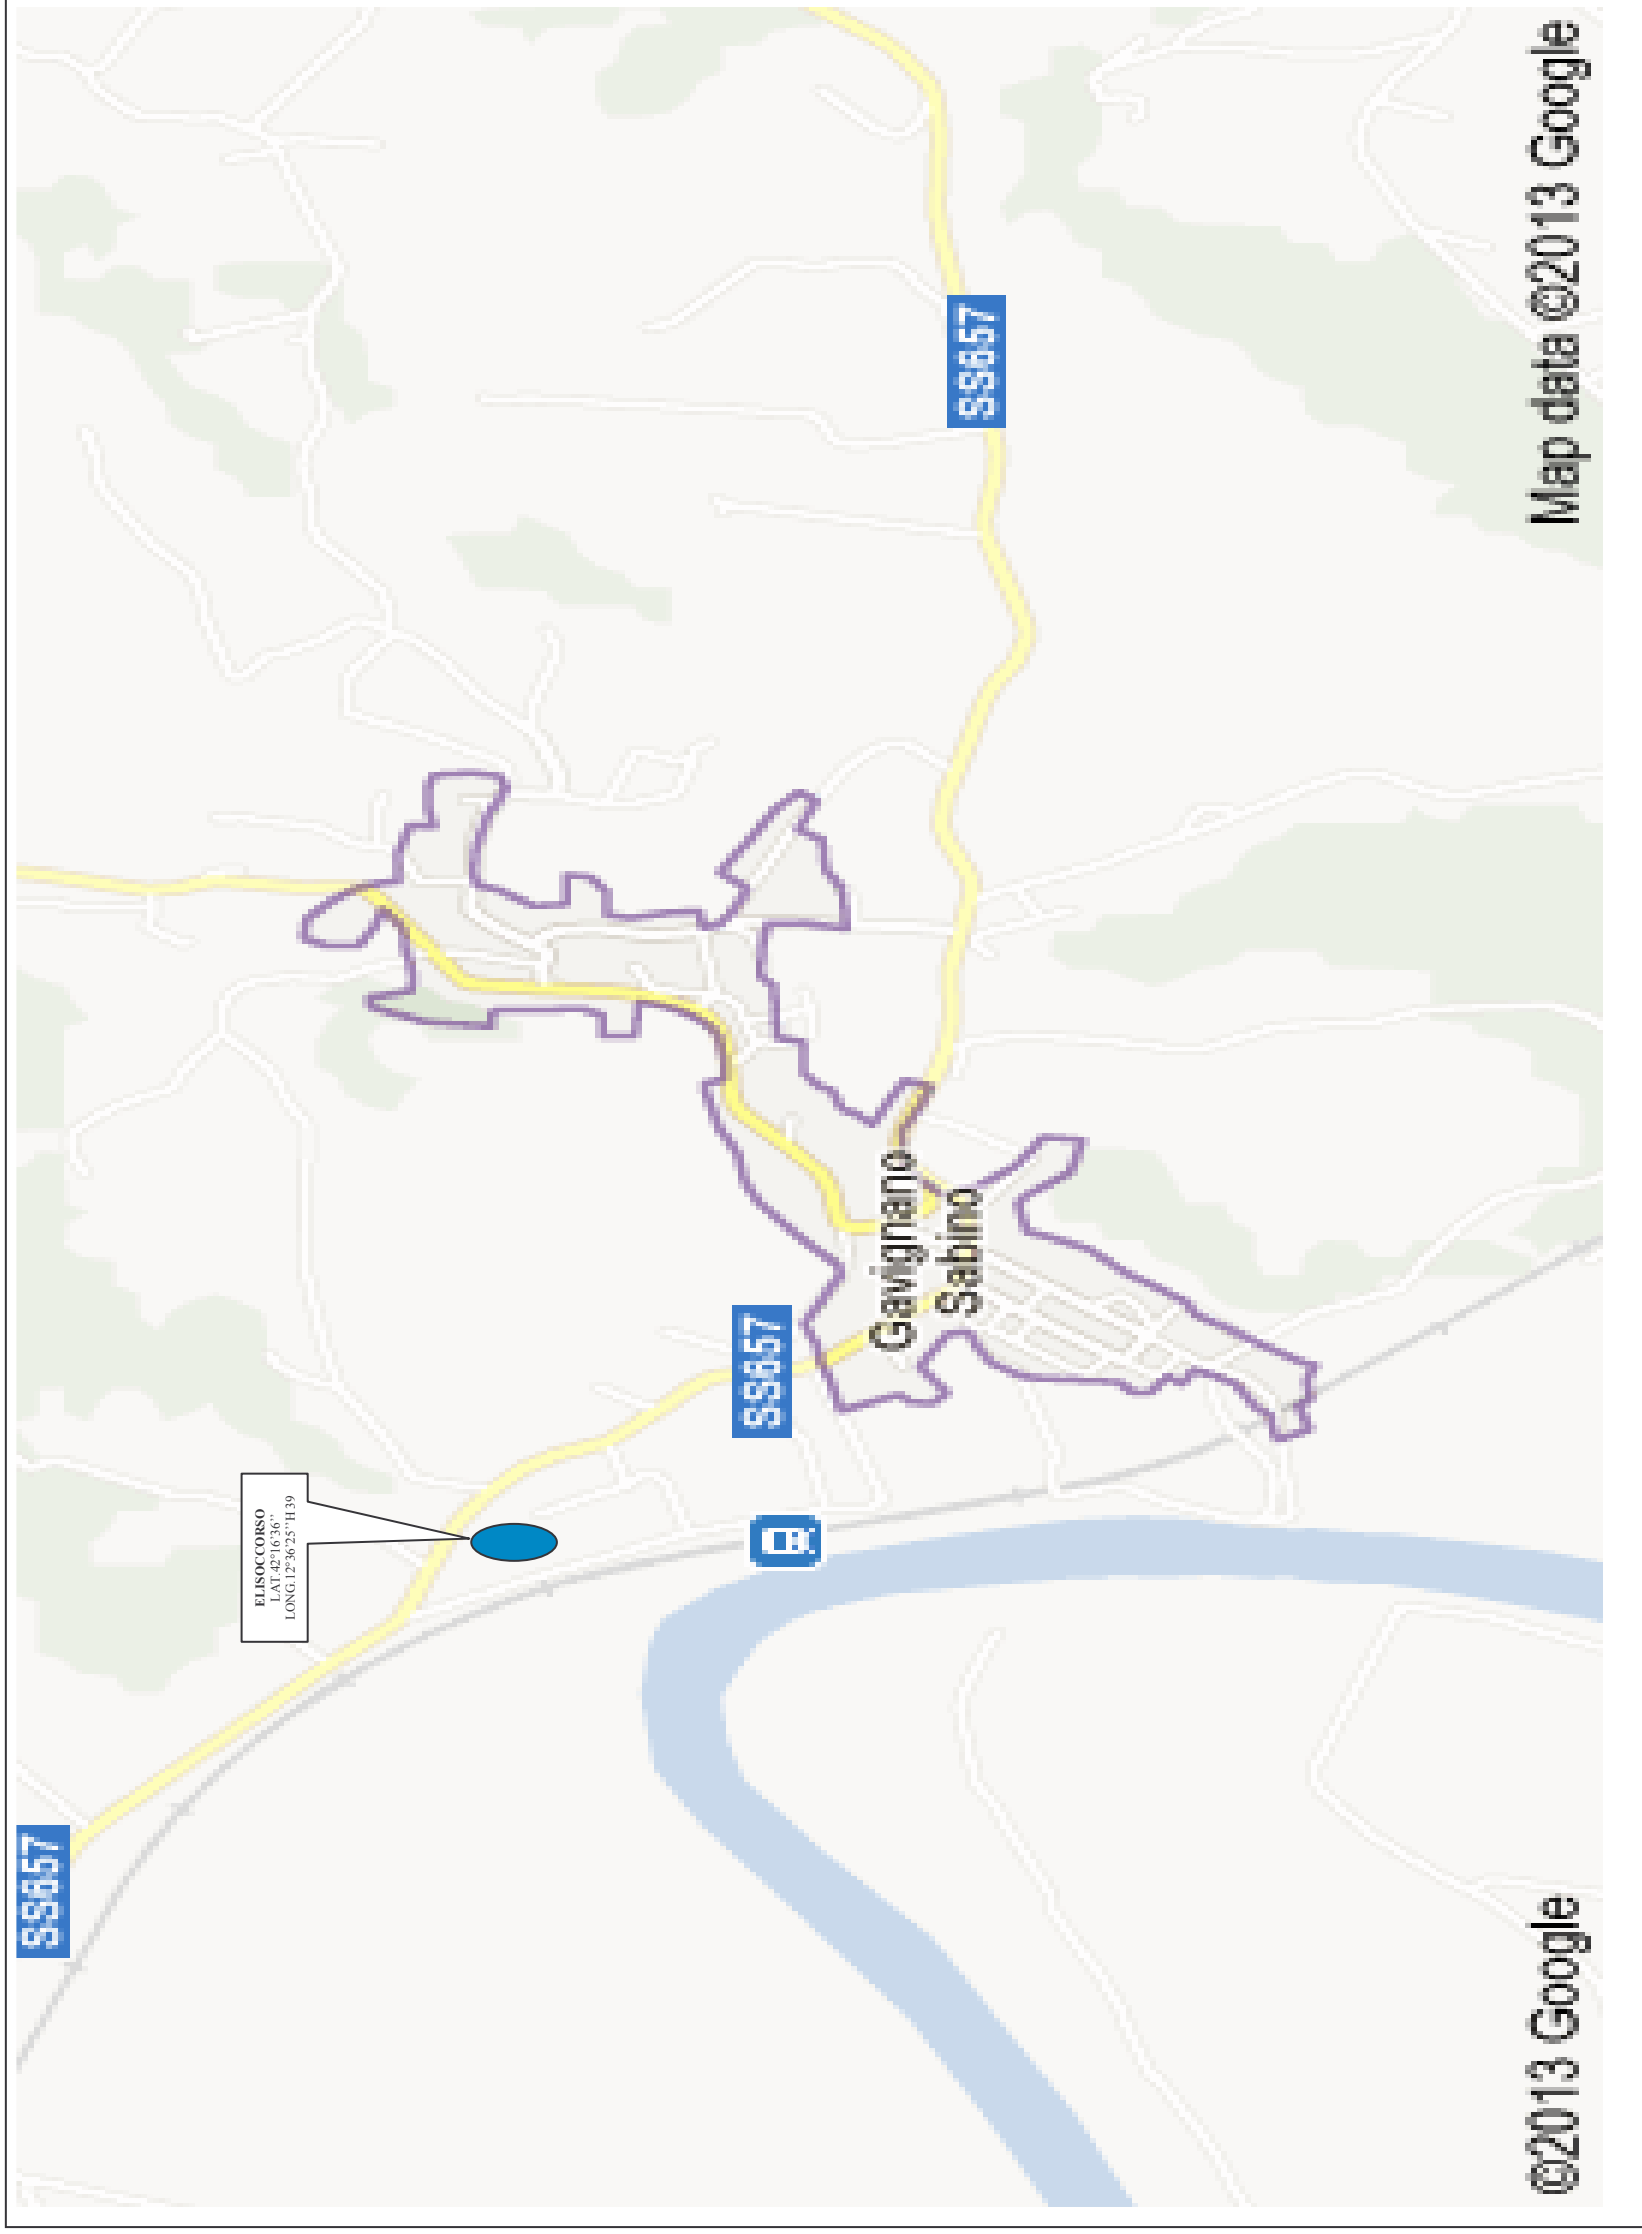 SS657
ELISOCCORSO
LAT.42°16'36''
LONG.12°36'25''H 39
SS657
SS657
Gavignano
Sabino
©2013 Google
Map data ©2013 Google